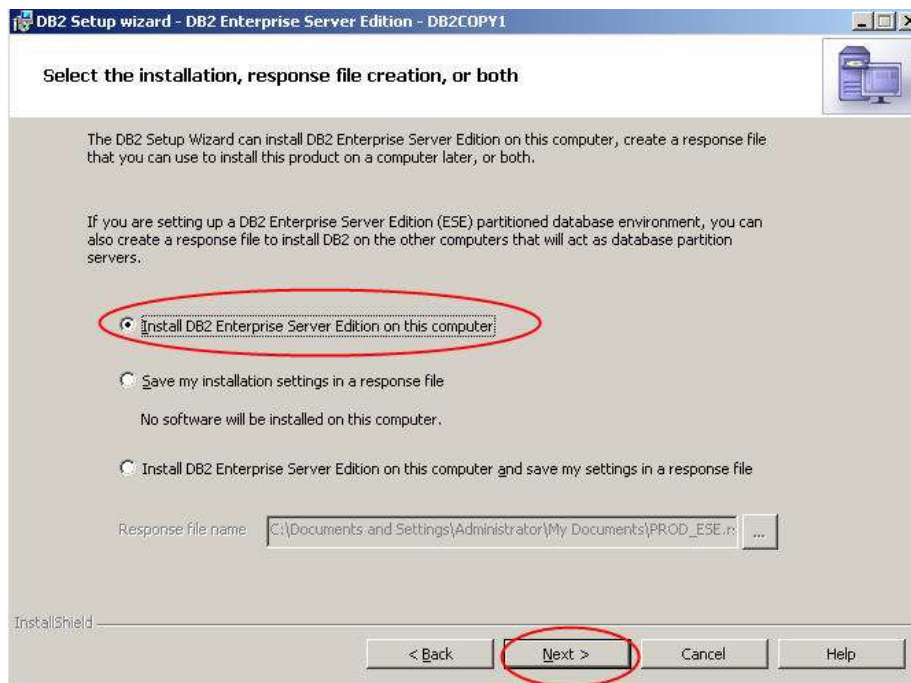 DB2 Setup wizard - DB2 Enterprise Server Edition - DB2COPY1
Select the installation, response file creation, or both
The DB2 Setup Wizard can install DB2 Enterprise Server Edition on this computer, create a response file
that you can use to install this product on a computer later, or both.
If you are setting up a DB2 Enterprise Server Edition (ESE) partitioned database environment, you can
also create a response file to install DB2 on the other computers that will act as database partition
servers.
Install DB2 Enterprise Server Edition on this computer
Save my installation settings in a response file
No software will be installed on this computer.
Install DB2 Enterprise Server Edition on this computer and save my settings in a response file
Response file name C:\Documents and Settings\Administrator\My Documents\PROD_ESE.r ...
InstallShield
< Back Next > Cancel Help